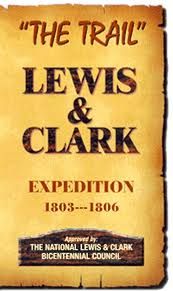 "THE TRAIL"
LEWIS
&
CLARK
EXPEDITION
1803---1806
Approved by:
THE NATIONAL LEWIS & CLARK
BICENTENNIAL COUNCIL